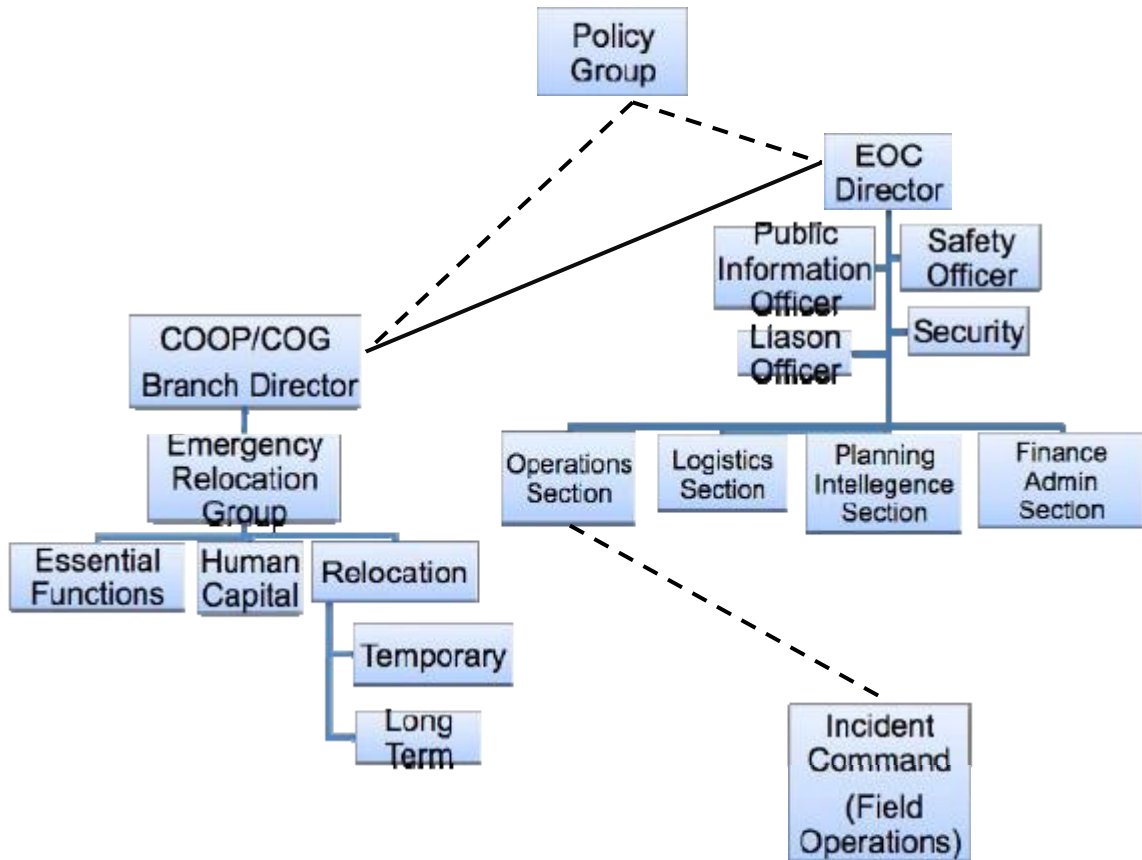 Policy
Group
EOC
Director
Public
Information
Officer
Safety
Officer
Liason
Officer
Security
COOP/COG
Branch Director
Emergency
Relocation
Group
Operations
Section
Logistics
Section
Planning
Intellegence
Section
Finance
Admin
Section
Essential
Functions
Human
Capital
Relocation
Temporary
Long
Term
Incident
Command
(Field
Operations)